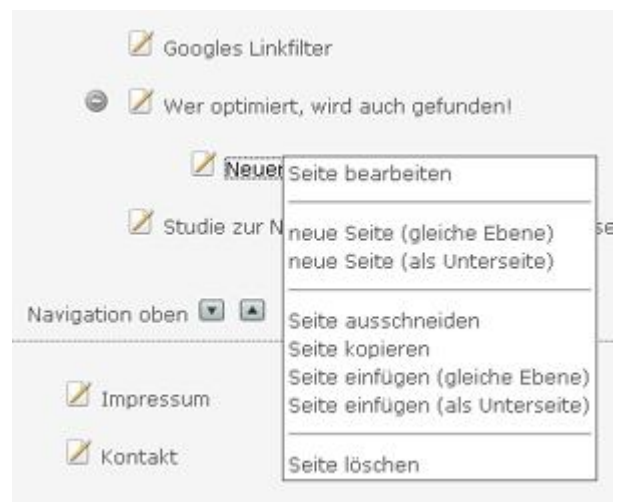 Googles Linkfilter
Wer optimiert, wird auch gefunden!
Neuer
Seite bearbeiten
Studie zur N
neue Seite (gleiche Ebene)
neue Seite (als Unterseite)
Navigation oben
Seite ausschneiden
Seite kopieren
Seite einfügen (gleiche Ebene)
Seite einfügen (als Unterseite)
Impressum
Kontakt
Seite löschen